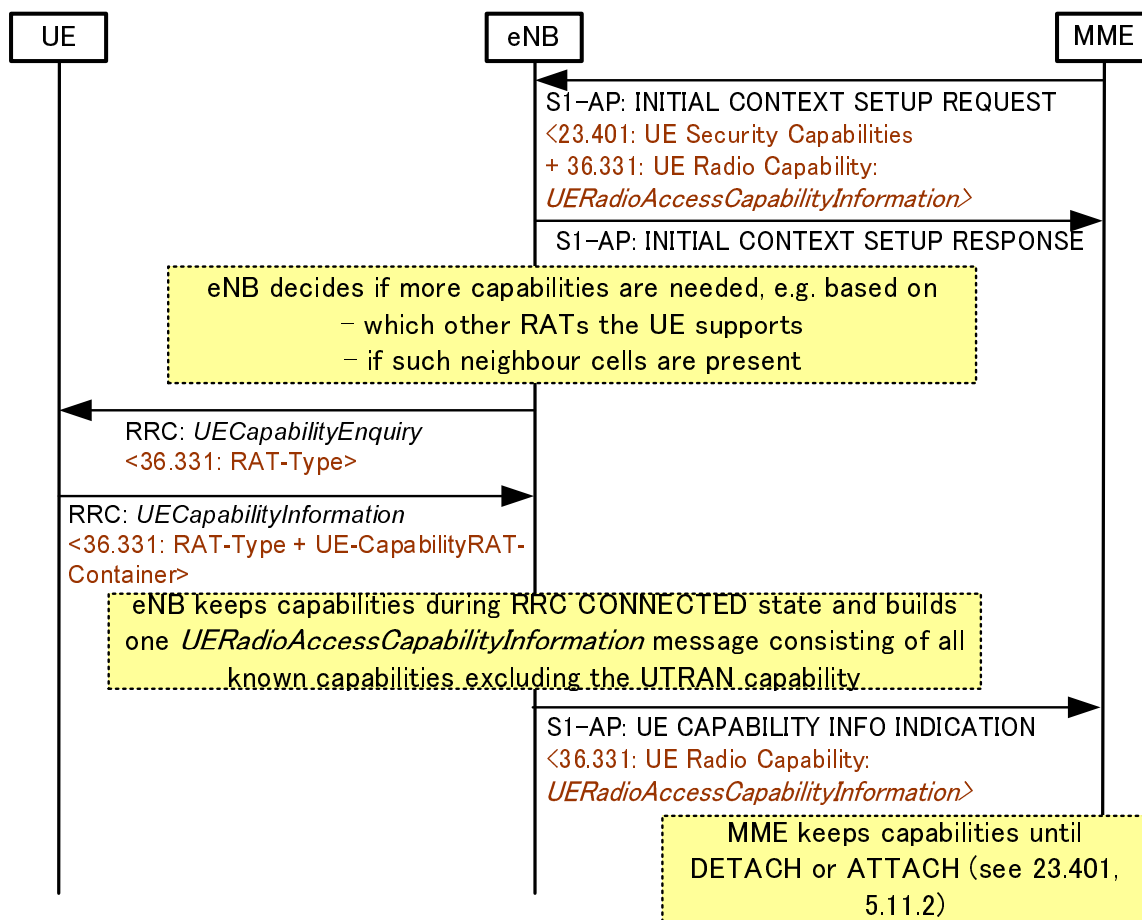 UE
eNB
MME
S1-AP: INITIAL CONTEXT SETUP REQUEST
<23.401: UE Security Capabilities
+ 36.331: UE Radio Capability:
UERadioAccessCapabilityInformation>
S1-AP: INITIAL CONTEXT SETUP RESPONSE
eNB decides if more capabilities are needed, e.g. based on
- which other RATs the UE supports
- if such neighbour cells are present
RRC: UECapabilityEnquiry
<36.331: RAT-Type>
RRC: UECapabilityInformation
<36.331: RAT-Type + UE-CapabilityRAT-
Container>
eNB keeps capabilities during RRC CONNECTED state and builds
one UERadioAccessCapabilityInformation message consisting of all
known capabilities excluding the UTRAN capability
S1-AP: UE CAPABILITY INFO INDICATION
<36.331: UE Radio Capability:
UERadioAccessCapabilityInformation>
MME keeps capabilities until
DETACH or ATTACH (see 23.401,
5.11.2)